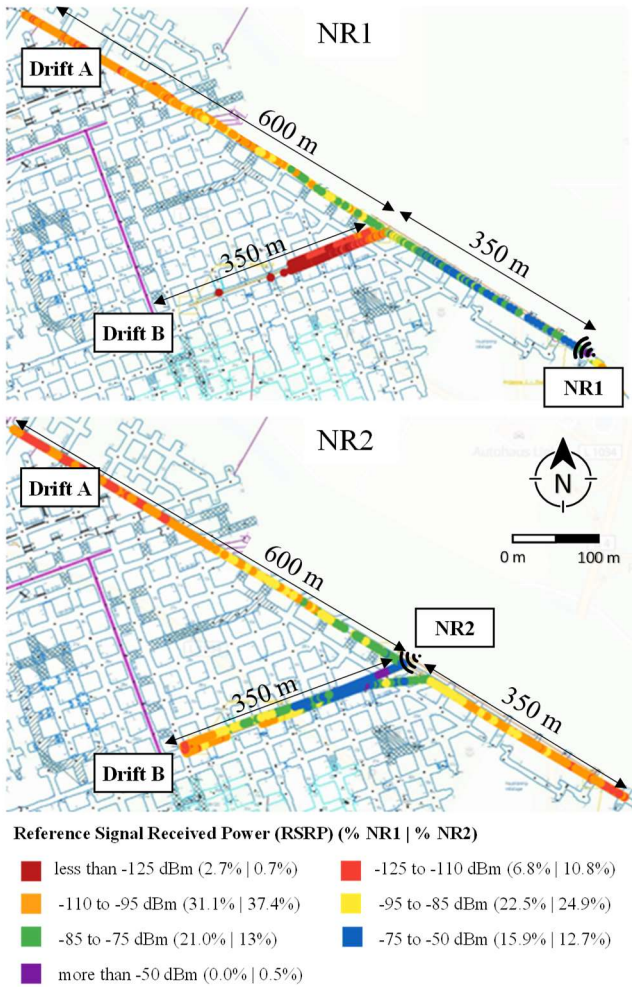 NR1
Drift A
600 m
350 m
350 m
Drift B
NR1
NR2
Drift A
N
0 m 100 m
600 m
NR2
350 m
350 m
Drift B
Reference Signal Received Power (RSRP) (% NR1 | % NR2)
less than -125 dBm (2.7% | 0.7%) -125 to -110 dBm (6.8% | 10.8%)
-110 to -95 dBm (31.1% | 37.4%) -95 to -85 dBm (22.5% | 24.9%)
-85 to -75 dBm (21.0% | 13%) -75 to -50 dBm (15.9% | 12.7%)
more than -50 dBm (0.0% | 0.5%)